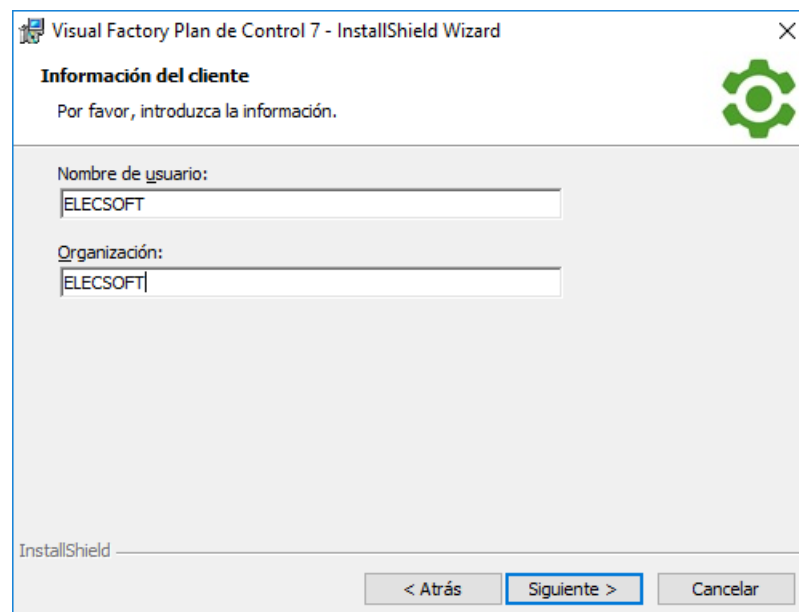 Visual Factory Plan de Control 7 - InstallShield Wizard
Información del cliente
Por favor, introduzca la información.
Nombre de usuario:
ELECSOFT
Organización:
ELECSOFT
InstallShield
< Atrás
Siguiente >
Cancelar